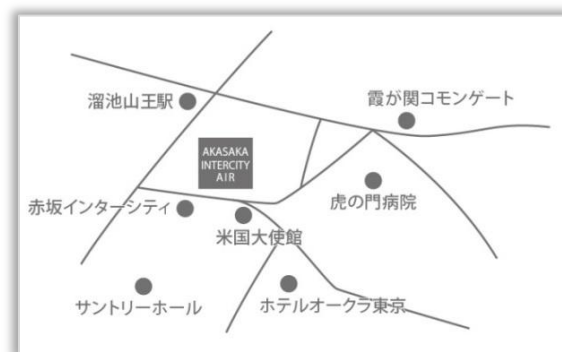 溜池山王駅
霞が関コモンゲート
AKASAKA
INTERCITY
AIR
赤坂インターシティ
虎の門病院
米国大使館
サントリーホール
ホテルオークラ東京